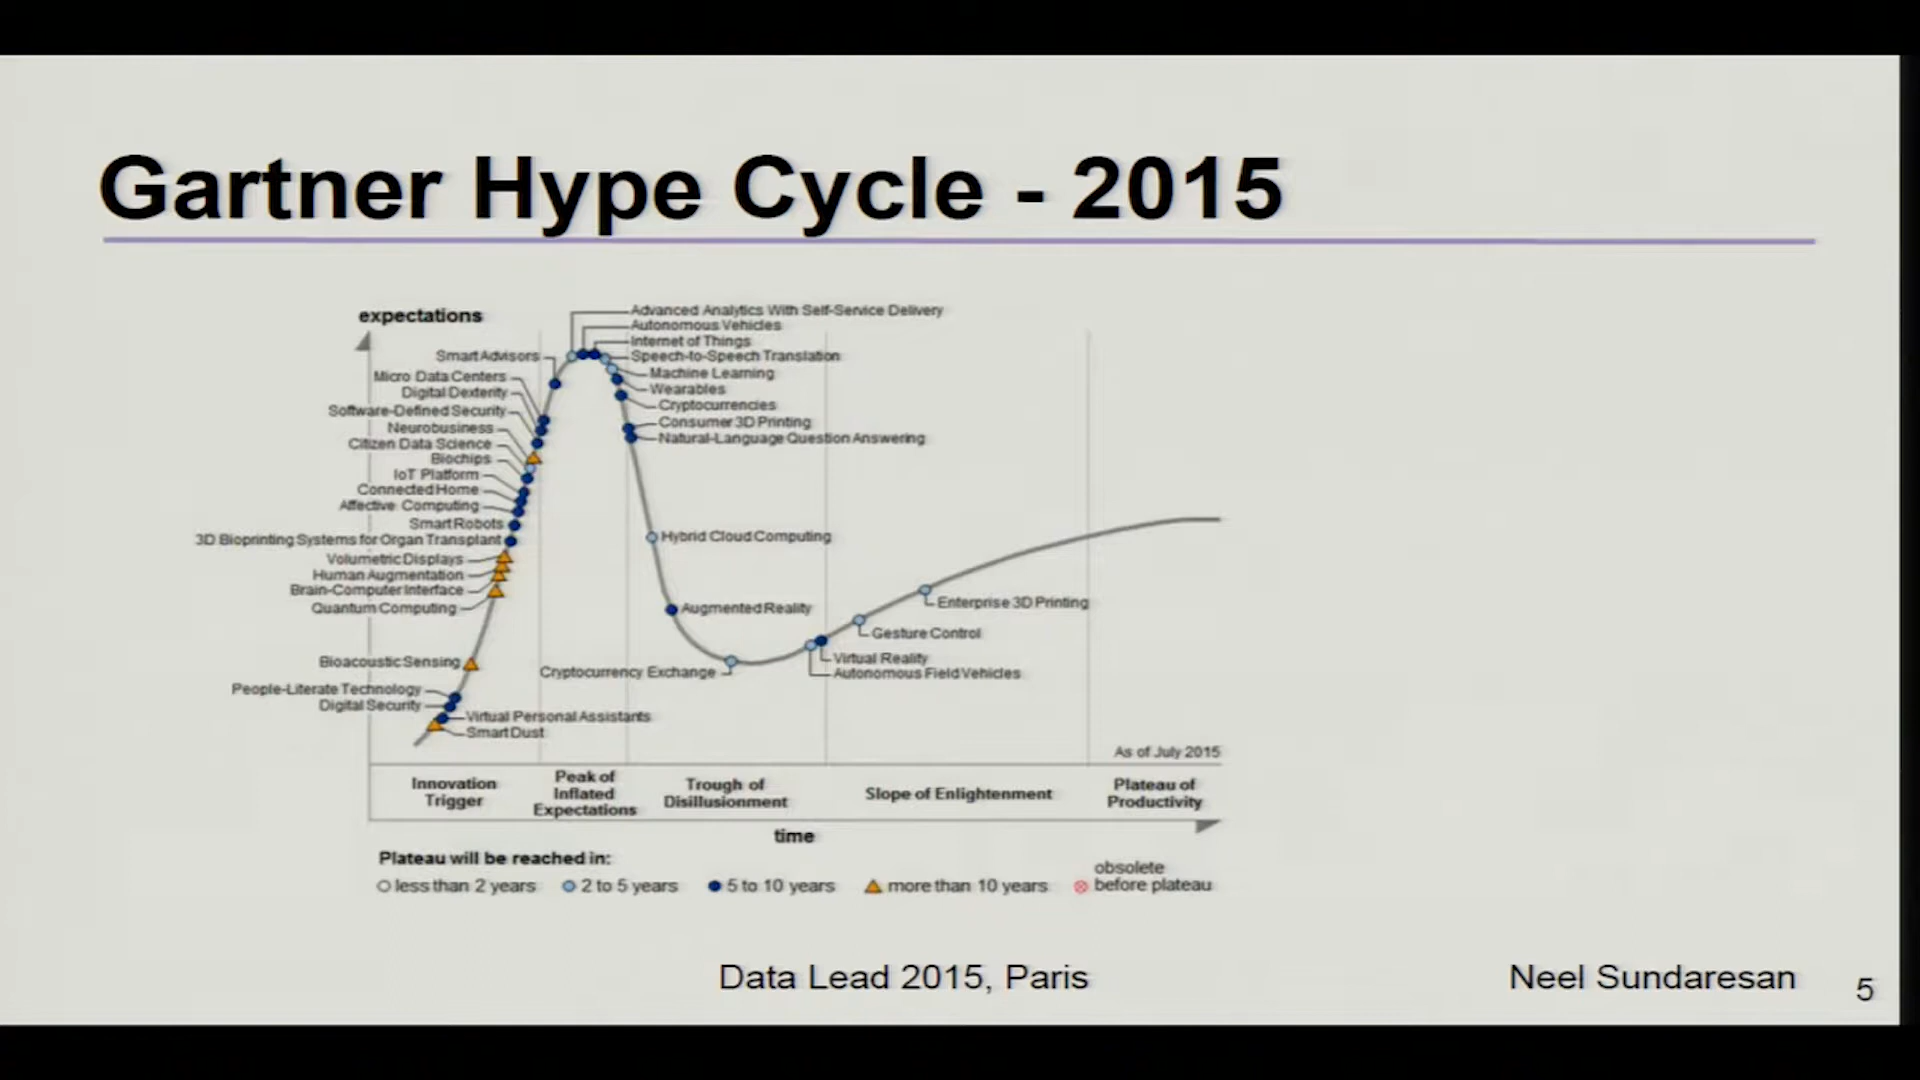 Gartner Hype Cycle - 2015
expectations
Advanced Analytics With Self-Service Delivery
Autonomous Vehicles
Internet of Things
Speech-to-Speech Translation
Machine Learning
Wearables
Cryptocurrencies
Consumer 3D Printing
Natural-Language Question Answering
Smart Advisors
Micro Data Centers
Digital Dexterity
Software-Defined Security
Neurobusiness
Citizen Data Science
Biochips
IoT Platform
Connected Home
Affective Computing
Smart Robots
3D Bioprinting Systems for Organ Transplant
Volumetric Displays
Human Augmentation
Brain-Computer Interface
Quantum Computing
Bioacoustic Sensing
People-Literate Technology
Digital Security
Virtual Personal Assistants
Smart Dust
Hybrid Cloud Computing
Augmented Reality
Cryptocurrency Exchange
Enterprise 3D Printing
Gesture Control
Virtual Reality
Autonomous Field Vehicles
As of July 2015
Innovation
Trigger
Peak of
Inflated
Expectations
Trough of
Disillusionment
Slope of Enlightenment
Plateau of
Productivity
time
Plateau will be reached in:
less than 2 years
2 to 5 years
5 to 10 years
more than 10 years
obsolete
before plateau
Data Lead 2015, Paris
Neel Sundaresan
5